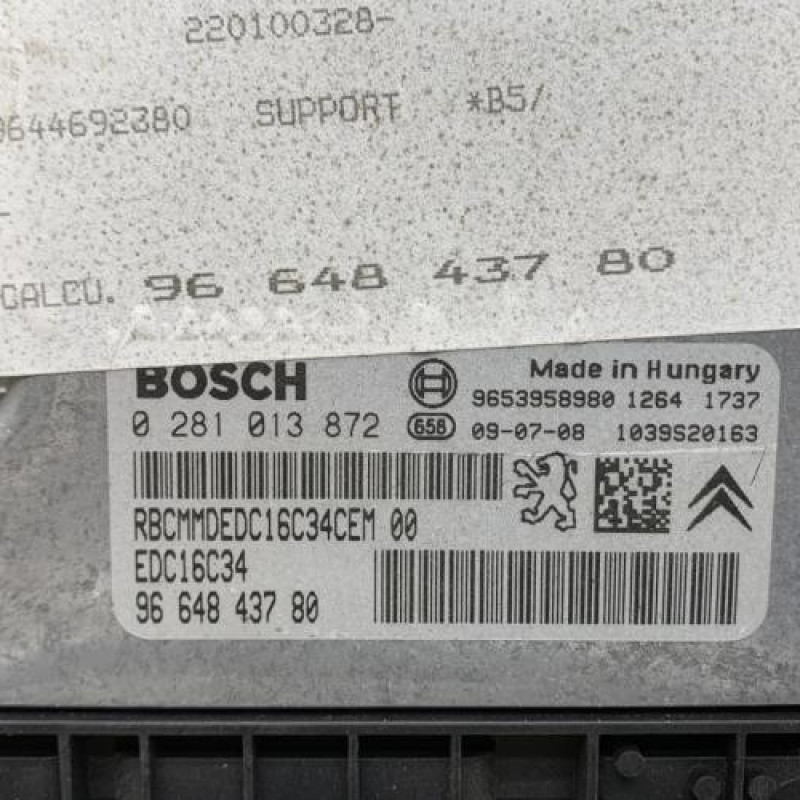 220100328-
9644692380 SUPPORT *B5/
CALCU. 96 648 437 80
BOSCH Made in Hungary
9653958980 1264 1737
0 281 013 872 658 09-07-08 1039S20163
RBCMMDEDC16C34CEM 00
EDC16C34
96 648 437 80